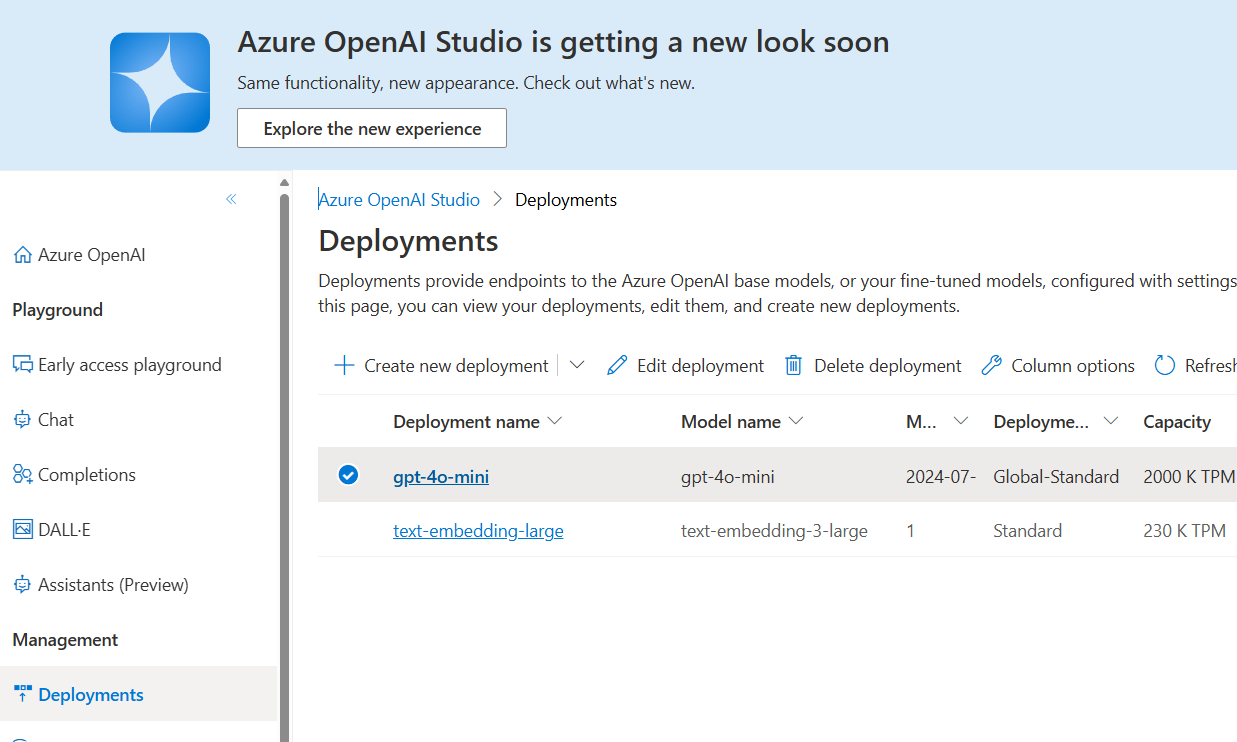 Azure OpenAI Studio is getting a new look soon
Same functionality, new appearance. Check out what's new.
Explore the new experience
Azure OpenAI Studio > Deployments
Azure OpenAI
Deployments
Playground
Deployments provide endpoints to the Azure OpenAI base models, or your fine-tuned models, configured with settings
this page, you can view your deployments, edit them, and create new deployments.
Early access playground
Create new deployment Edit deployment Delete deployment Column options Refresh
Chat
Deployment name Model name M... Deployme... Capacity
Completions
gpt-4o-mini gpt-4o-mini 2024-07- Global-Standard 2000 K TPM
DALL·E
text-embedding-large text-embedding-3-large 1 Standard 230 K TPM
Assistants (Preview)
Management
Deployments